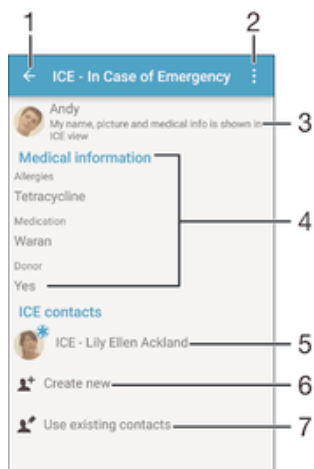 1 2
ICE - In Case of Emergency
Andy
My name, picture and medical info is shown in 3
ICE view
Medical information
Allergies
Tetracycline
4
Medication
Waran
Donor
Yes
ICE contacts
ICE - Lily Ellen Ackland 5
Create new 6
Use existing contacts 7